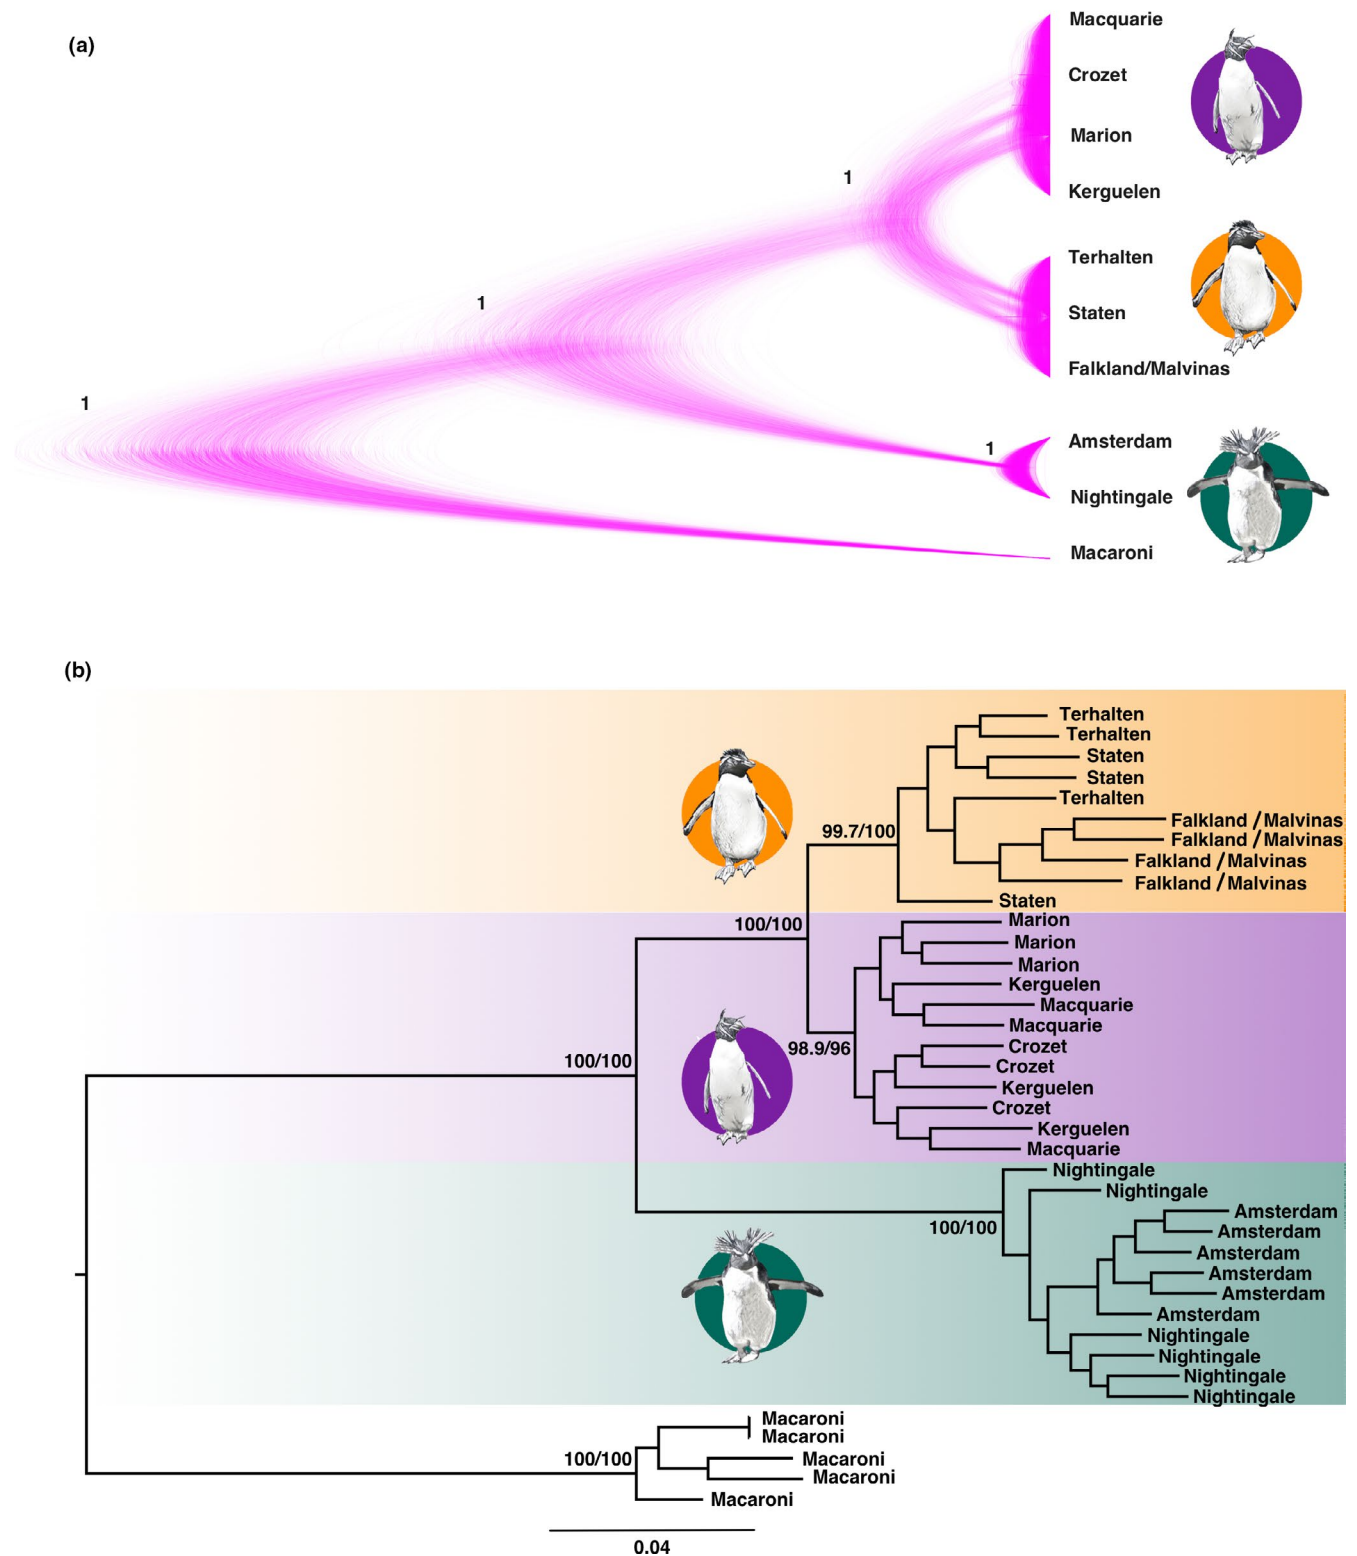 (a)
Macquarie
Crozet
Marion
1
Kerguelen
Terhalten
1
Staten
Falkland/Malvinas
1
Amsterdam
1
Nightingale
Macaroni
(b)
Terhalten
Terhalten
Staten
Staten
Terhalten
Falkland /Malvinas
99.7/100
Falkland /Malvinas
Falkland /Malvinas
Falkland /Malvinas
Staten
100/100
Marion
Marion
Marion
Kerguelen
Macquarie
Macquarie
98.9/96
Crozet
100/100
Crozet
Kerguelen
Crozet
Kerguelen
Macquarie
Nightingale
Nightingale
Amsterdam
100/100
Amsterdam
Amsterdam
Amsterdam
Amsterdam
Amsterdam
Nightingale
Nightingale
Nightingale
Nightingale
Macaroni
Macaroni
100/100
Macaroni
Macaroni
Macaroni
0.04